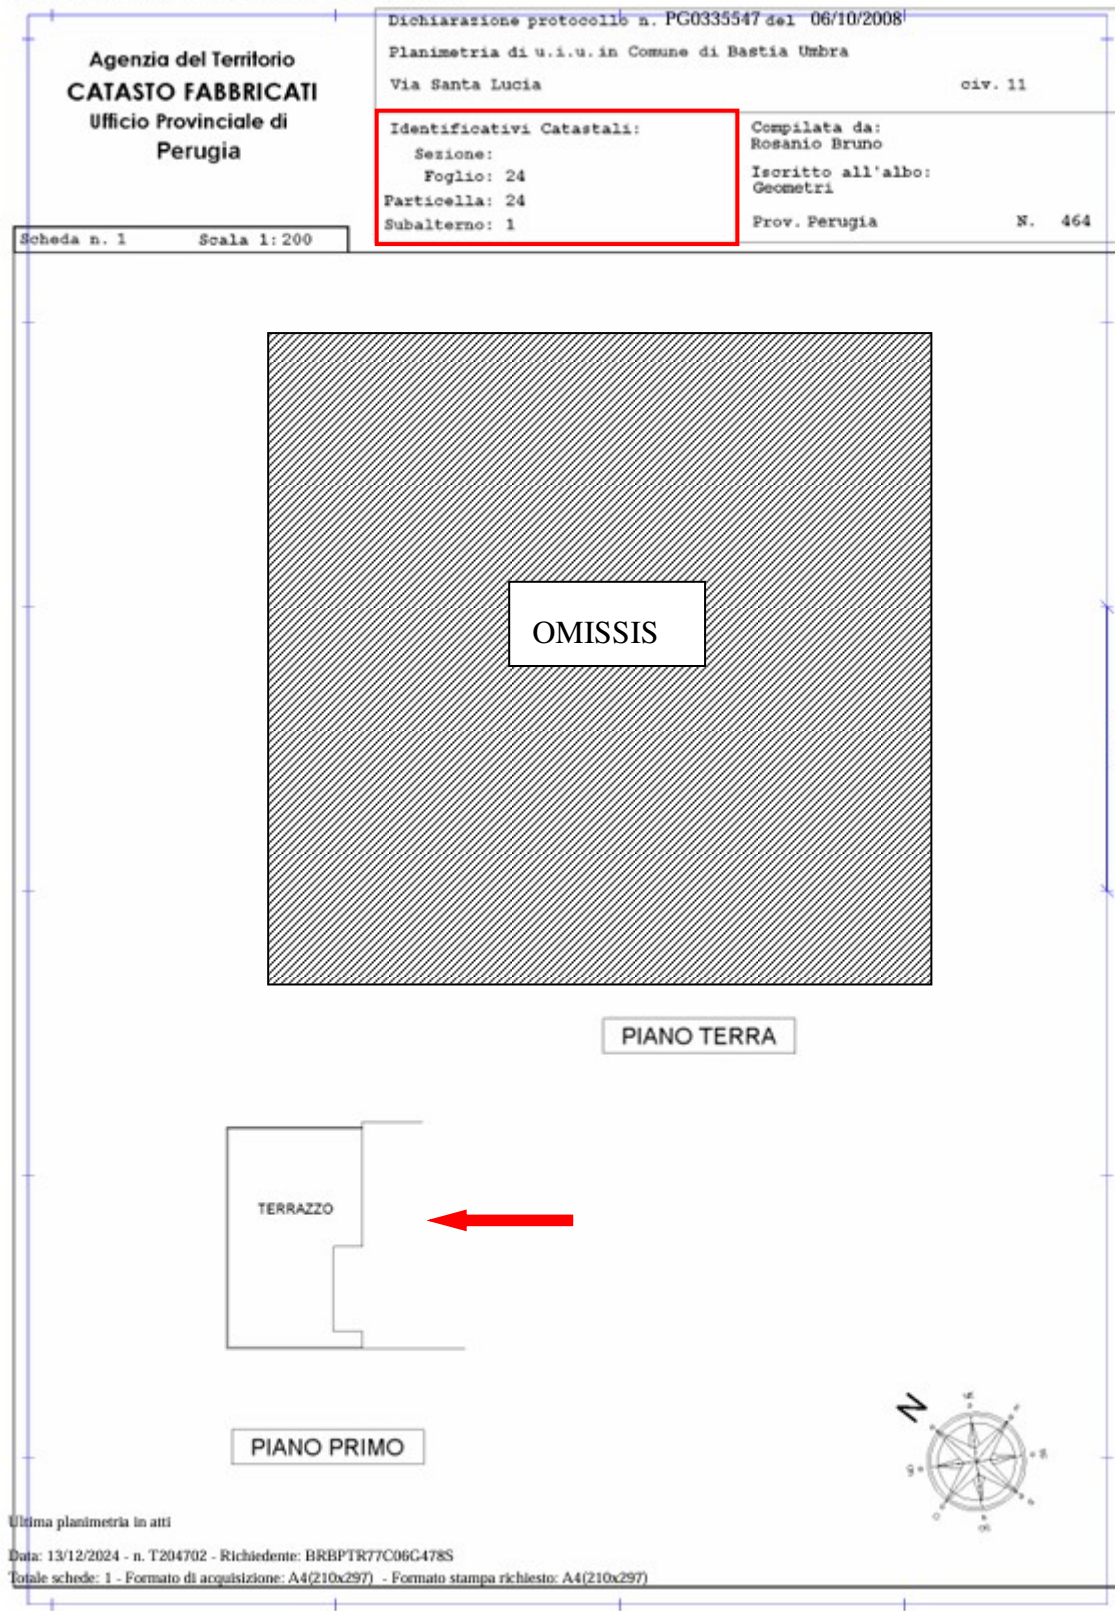 Agenzia del Territorio
CATASTO FABBRICATI
Ufficio Provinciale di
Perugia
Dichiarazione protocollo n. PG0335547 del 06/10/2008
Planimetria di u.i.u. in Comune di Bastia Umbra
Via Santa Lucia civ. 11
Identificativi Catastali:
Sezione:
Foglio: 24
Particella: 24
Subalterno: 1
Compilata da:
Rosanio Bruno
Iscritto all'albo:
Geometri
Prov. Perugia N. 464
Scheda n. 1 Scala 1:200
OMISSIS
PIANO TERRA
TERRAZZO
PIANO PRIMO
N
Ultima planimetria in atti
Data: 13/12/2024 - n. T204702 - Richiedente: BRBPTR77C06G478S
Totale schede: 1 - Formato di acquisizione: A4(210x297) - Formato stampa richiesto: A4(210x297)